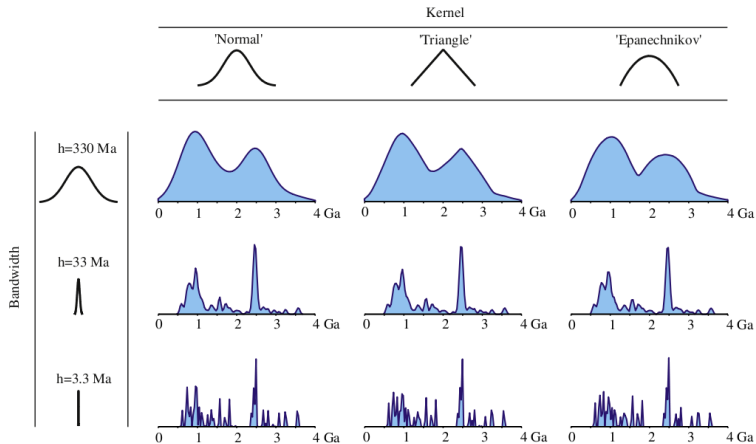 Kernel
'Normal' 'Triangle' 'Epanechnikov'
Bandwidth
h=330 Ma
0 1 2 3 4 Ga 0 1 2 3 4 Ga 0 1 2 3 4 Ga
h=33 Ma
0 1 2 3 4 Ga 0 1 2 3 4 Ga 0 1 2 3 4 Ga
h=3.3 Ma
0 1 2 3 4 Ga 0 1 2 3 4 Ga 0 1 2 3 4 Ga